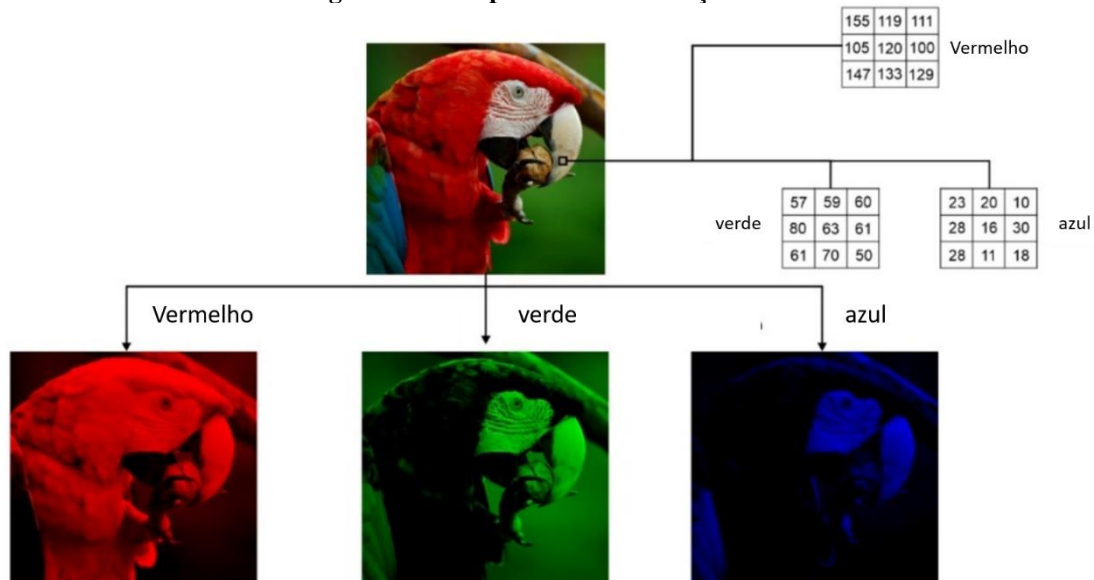 155 119 111
105 120 100 Vermelho
147 133 129
57 59 60
verde 80 63 61
61 70 50
23 20 10
28 16 30 azul
28 11 18
Vermelho verde azul